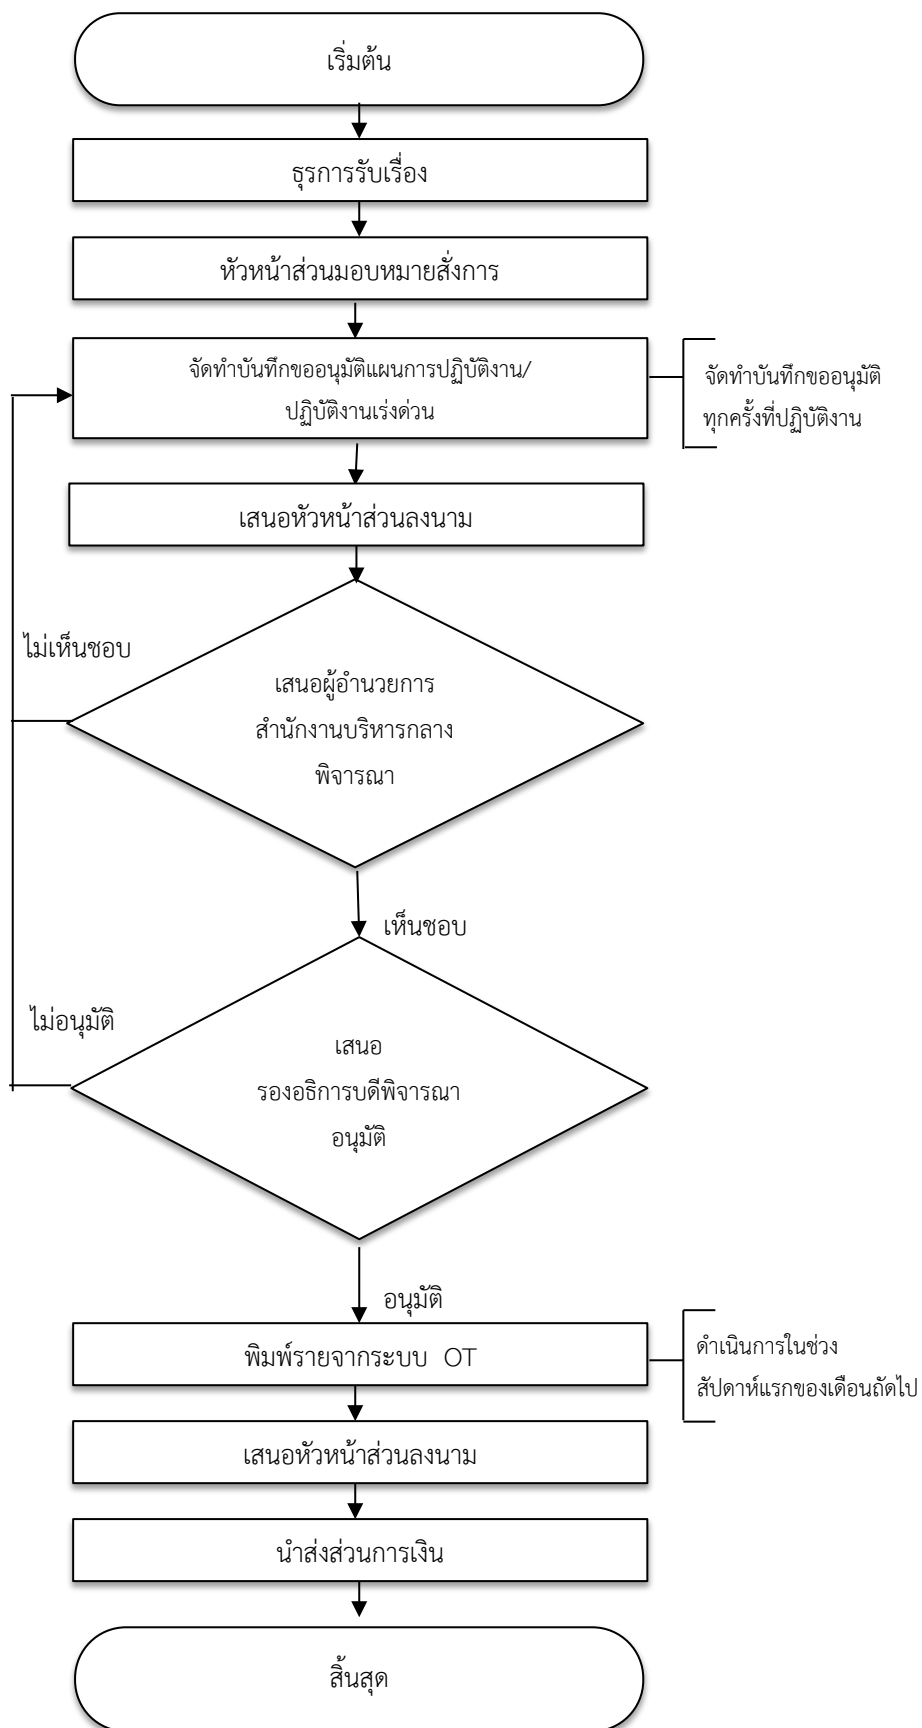 เริ่มต้น
ธุรการรับเรื่อง
หัวหน้าส่วนมอบหมายสั่งการ
จัดทำบันทึกขออนุมัติแผนการปฏิบัติงาน/
ปฏิบัติงานเร่งด่วน
จัดทำบันทึกขออนุมัติ
ทุกครั้งที่ปฏิบัติงาน
เสนอหัวหน้าส่วนลงนาม
ไม่เห็นชอบ
เสนอผู้อำนวยการ
สำนักงานบริหารกลาง
พิจารณา
เห็นชอบ
ไม่อนุมัติ
เสนอ
รองอธิการบดีพิจารณา
อนุมัติ
อนุมัติ
พิมพ์รายจากระบบ OT
ดำเนินการในช่วง
สัปดาห์แรกของเดือนถัดไป
เสนอหัวหน้าส่วนลงนาม
นำส่งส่วนการเงิน
สิ้นสุด